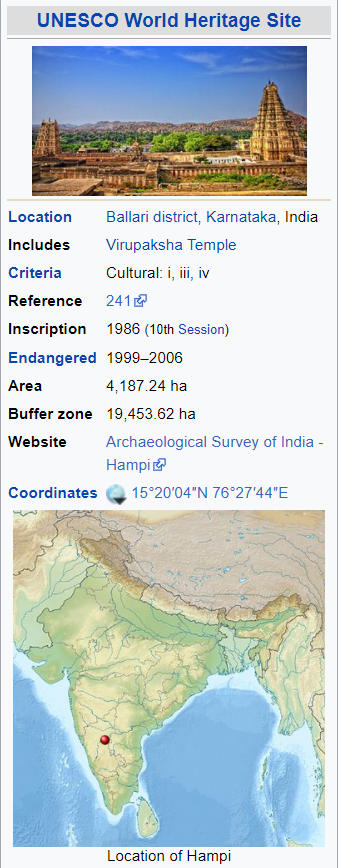 UNESCO World Heritage Site
Location Ballari district, Karnataka, India
Includes Virupaksha Temple
Criteria Cultural: i, iii, iv
Reference 241
Inscription 1986 (10th Session)
Endangered 1999–2006
Area 4,187.24 ha
Buffer zone 19,453.62 ha
Website Archaeological Survey of India -
Hampi
Coordinates 15°20′04″N 76°27′44″E
Location of Hampi